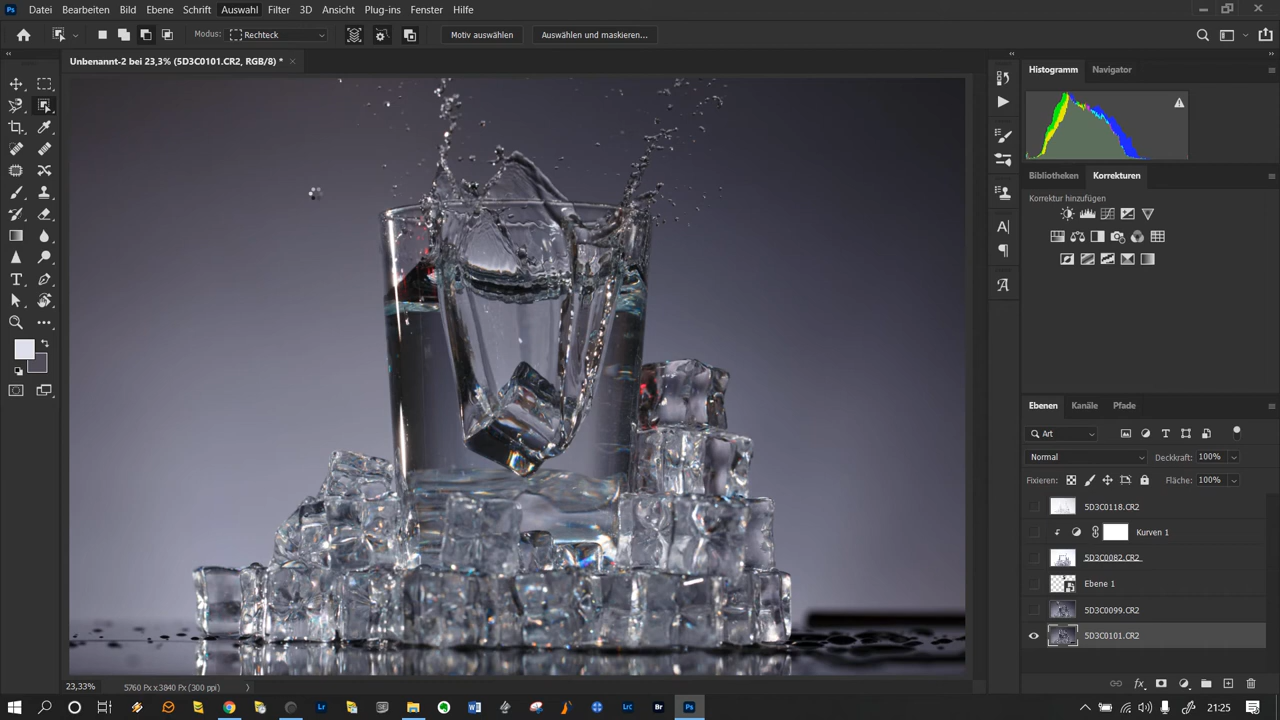 Ps Datei Bearbeiten Bild Ebene Schrift Auswahl Filter 3D Ansicht Plug-ins Fenster Hilfe
Modus: Rechteck Motiv auswählen Auswählen und maskieren...
Unbenannt-2 bei 23,3% (5D3C0101.CR2, RGB/8) *
Histogramm Navigator
Bibliotheken Korrekturen
Korrektur hinzufügen
Ebenen Kanäle Pfade
Art
Normal Deckkraft: 100%
Fixieren: Fläche: 100%
5D3C0118.CR2
Kurven 1
5D3C0082.CR2
Ebene 1
5D3C0099.CR2
5D3C0101.CR2
23,33% 5760 Px x 3840 Px (300 ppi)
Lr W LrC Br Ps 21:25